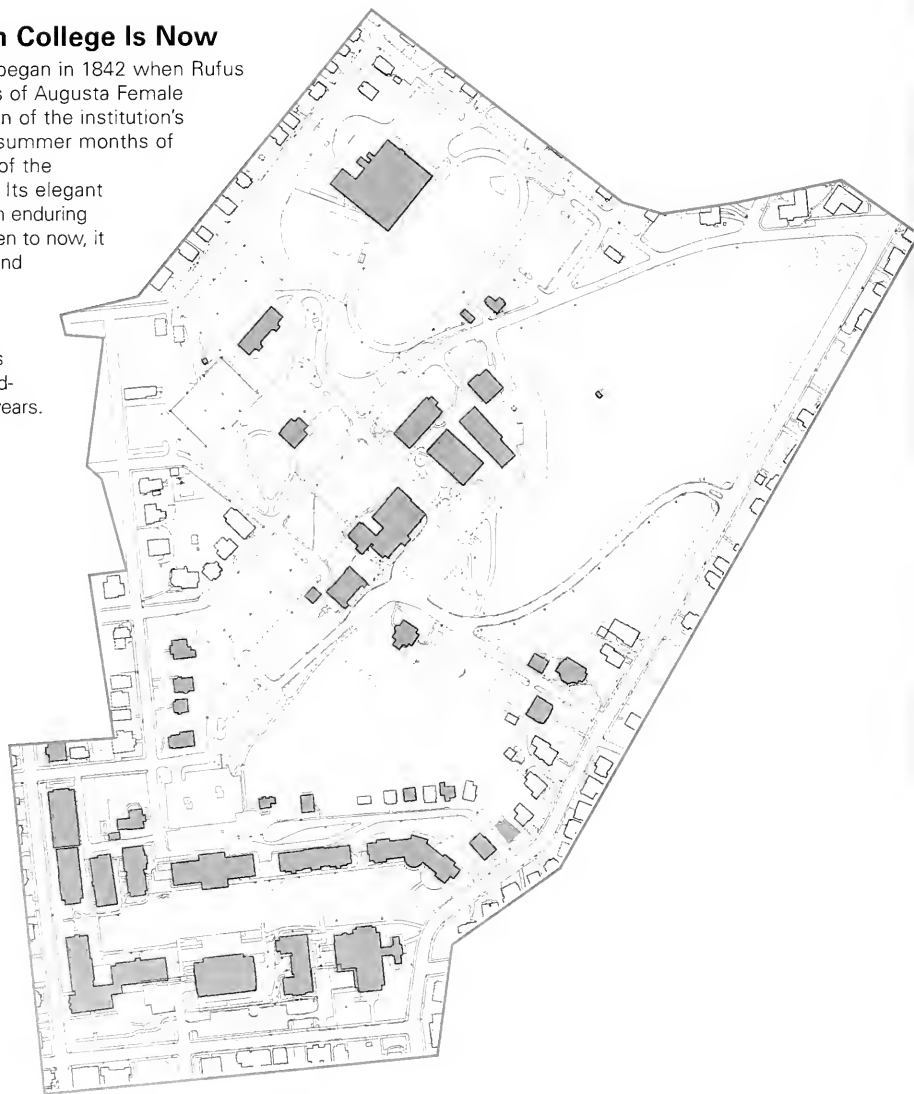 n College Is Now
began in 1842 when Rufus
s of Augusta Female
n of the institution's
summer months of
of the
Its elegant
n enduring
en to now, it
nd
s
d-
years.